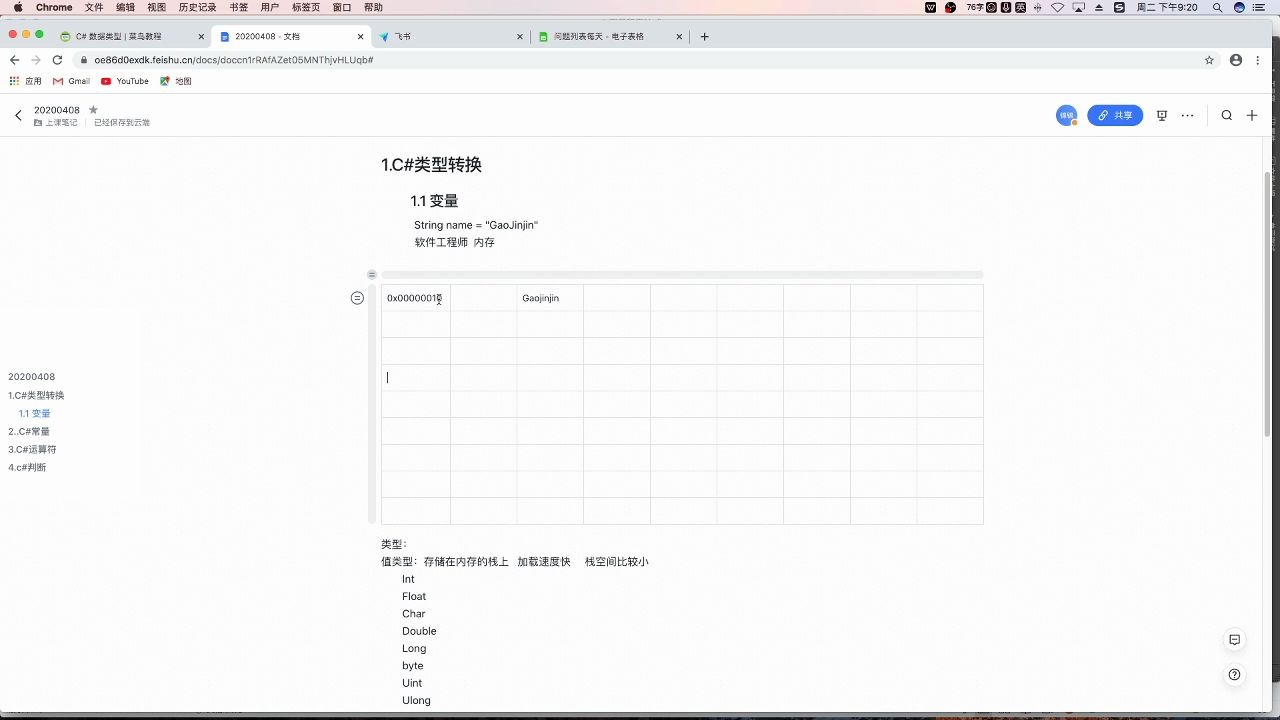 Chrome 文件 编辑 视图 历史记录 书签 用户 标签页 窗口 帮助 76字 英 周二 下午9:20
C# 数据类型 | 菜鸟教程 20200408 - 文档 飞书 问题列表每天 - 电子表格
oe86d0exdk.feishu.cn/docs/doccn1rRAfAZet05MNThjvHLUqb#
应用 Gmail YouTube 地图
20200408
上课笔记 已经保存到云端
共享
1.C#类型转换
1.1 变量
String name = "GaoJinjin"
软件工程师 内存
0x00000010 Gaojinjin
20200408
1.C#类型转换
1.1 变量
2..C#常量
3.C#运算符
4.c#判断
类型：
值类型：存储在内存的栈上 加载速度快 栈空间比较小
Int
Float
Char
Double
Long
byte
Uint
Ulong